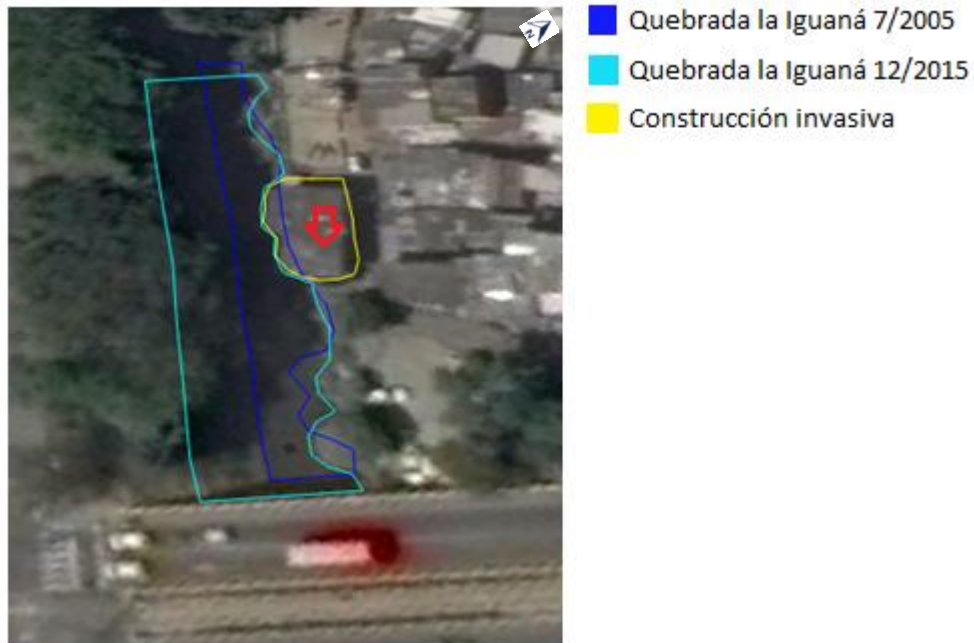 Quebrada la Iguaná 7/2005
Quebrada la Iguaná 12/2015
Construcción invasiva